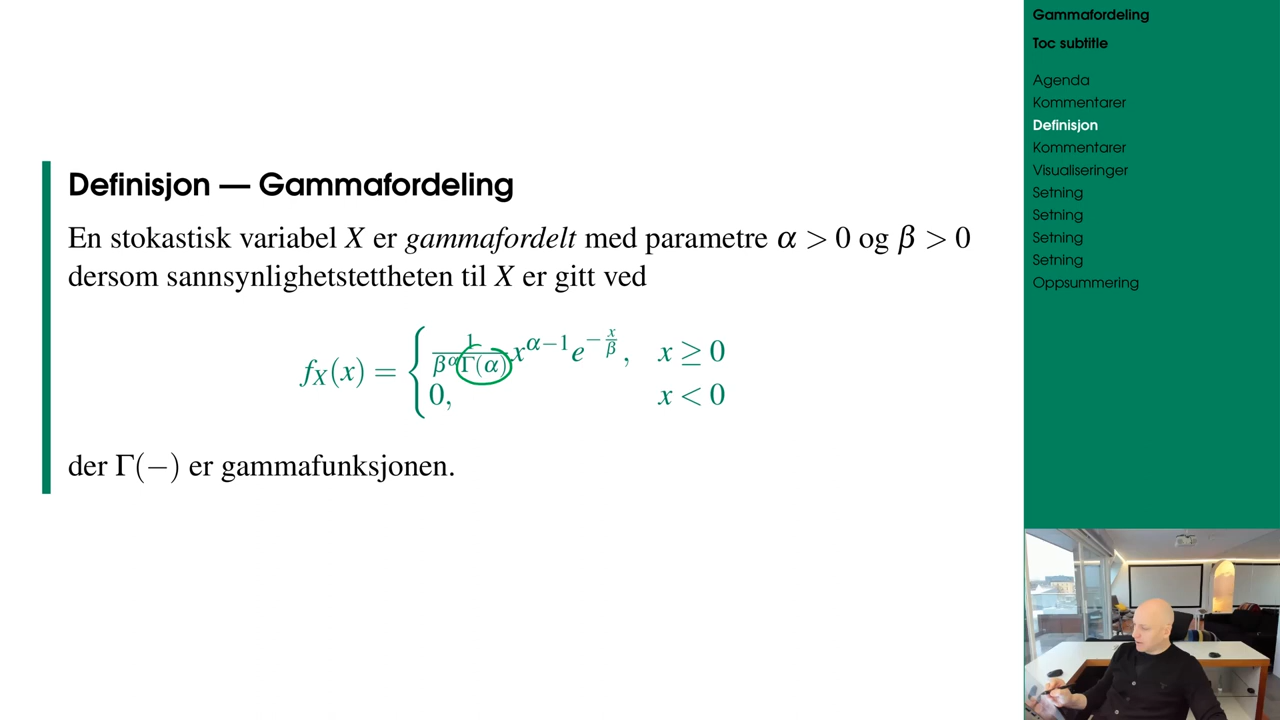 Definisjon — Gammafordeling
En stokastisk variabel X er gammafordelt med parametre α > 0 og β > 0
dersom sannsynlighetstettheten til X er gitt ved
f_X(x) = { \frac{1}{β^α Γ(α)} x^{α−1} e^{−\frac{x}{β}}, x ≥ 0
0, x < 0
der Γ(−) er gammafunksjonen.
Gammafordeling
Toc subtitle
Agenda
Kommentarer
Definisjon
Kommentarer
Visualiseringer
Setning
Setning
Setning
Setning
Oppsummering